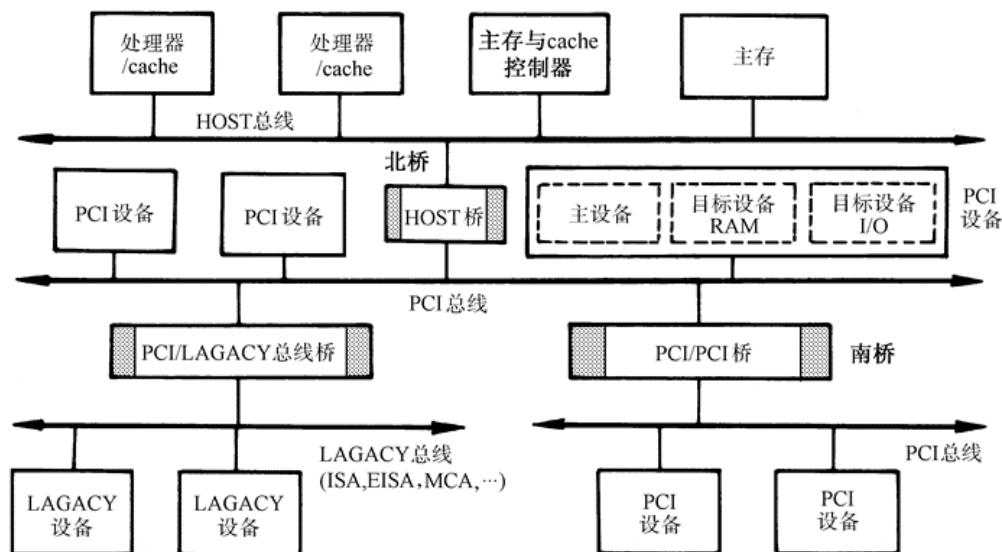 处理器
/cache
处理器
/cache
主存与cache
控制器
主存
HOST总线
北桥
PCI设备
PCI设备
HOST桥
主设备
目标设备
RAM
目标设备
I/O
PCI
设备
PCI总线
PCI/LAGACY总线桥
PCI/PCI桥
南桥
LAGACY总线
(ISA,EISA,MCA,…)
PCI总线
LAGACY
设备
LAGACY
设备
PCI
设备
PCI
设备